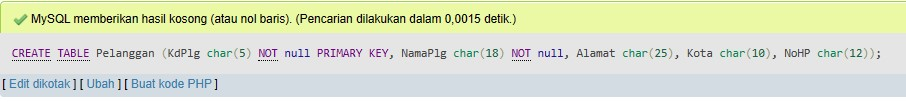 MySQL memberikan hasil kosong (atau nol baris). (Pencarian dilakukan dalam 0,0015 detik.)
CREATE TABLE Pelanggan (KdPlg char(5) NOT null PRIMARY KEY, NamaPlg char(18) NOT null, Alamat char(25), Kota char(10), NoHP char(12));
[ Edit dikotak ] [ Ubah ] [ Buat kode PHP ]